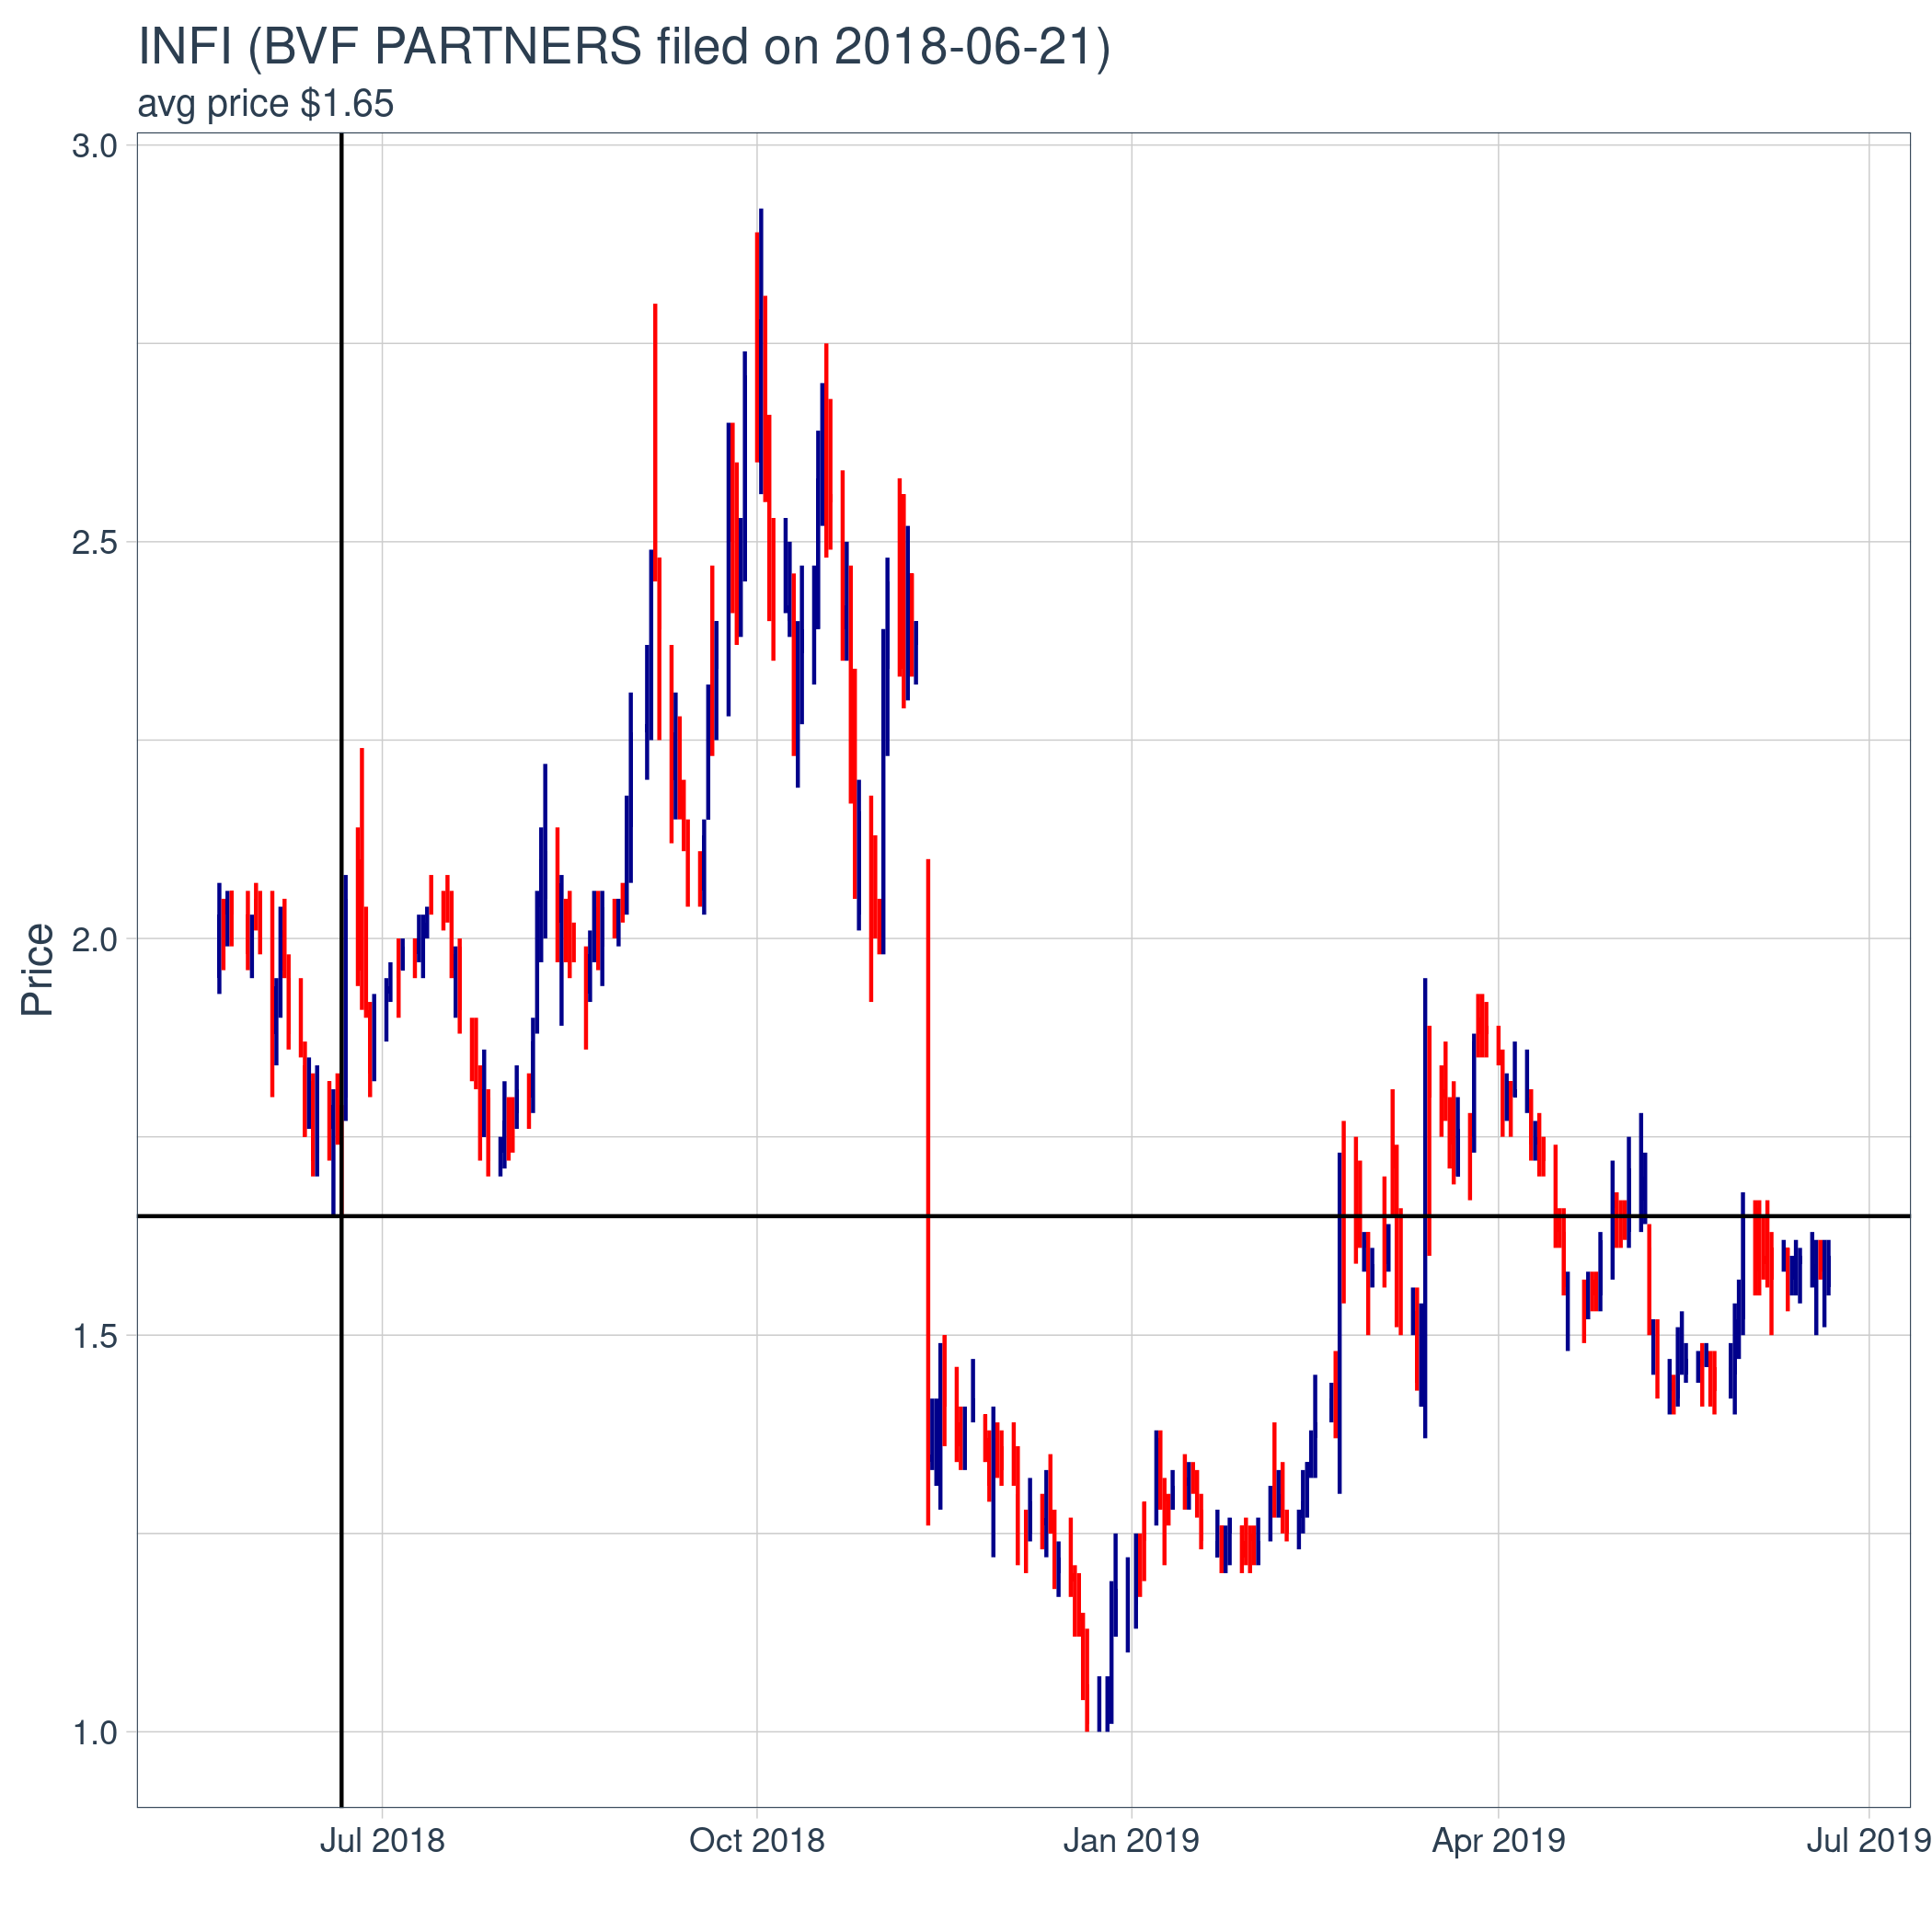 INFI (BVF PARTNERS filed on 2018-06-21)
avg price $1.65
3.0
2.5
2.0
1.5
1.0
Price
Jul 2018 Oct 2018 Jan 2019 Apr 2019 Jul 2019